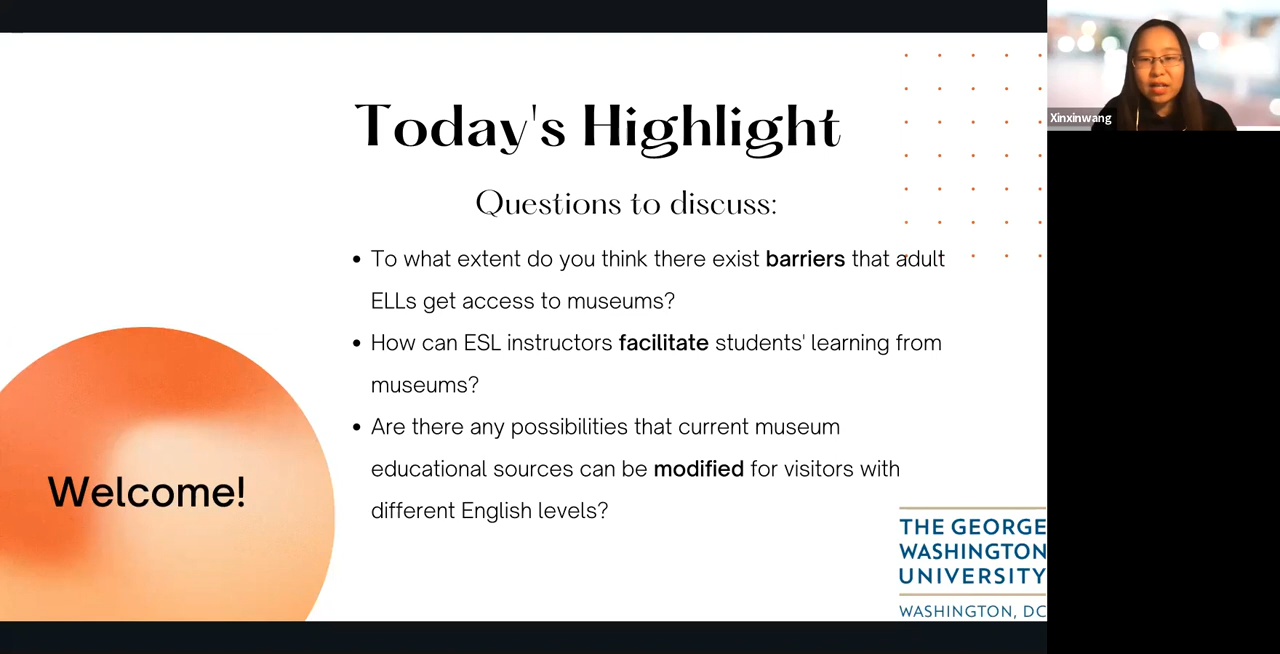 Today's Highlight
Questions to discuss:
• To what extent do you think there exist barriers that adult
ELLs get access to museums?
• How can ESL instructors facilitate students' learning from
museums?
• Are there any possibilities that current museum
educational sources can be modified for visitors with
different English levels?
Welcome!
THE GEORGE
WASHINGTON
UNIVERSITY
WASHINGTON, DC
Xinxinwang